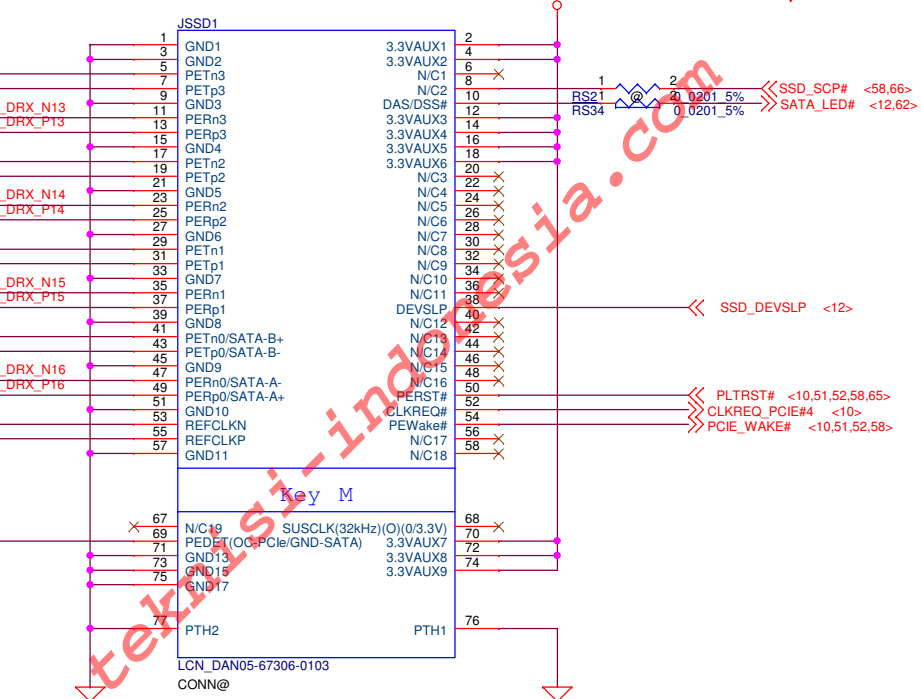 JSSD1
1 GND1 3.3VAUX1 2
3 GND2 3.3VAUX2 4
5 PETn3 N/C1 6
7 PETp3 N/C2 8 1 RS21 @ 2 0_0201_5% SSD_SCP# <58,66>
9 GND3 DAS/DSS# 10 RS34 0_0201_5% SATA_LED# <12,62>
_DRX_N13 11 PERn3 3.3VAUX3 12
_DRX_P13 13 PERp3 3.3VAUX4 14
15 GND4 3.3VAUX5 16
17 PETn2 3.3VAUX6 18
19 PETp2 N/C3 20
21 GND5 N/C4 22
_DRX_N14 23 PERn2 N/C5 24
_DRX_P14 25 PERp2 N/C6 26
27 GND6 N/C7 28
29 PETn1 N/C8 30
31 PETp1 N/C9 32
33 GND7 N/C10 34
_DRX_N15 35 PERn1 N/C11 36
_DRX_P15 37 PERp1 DEVSLP 38 SSD_DEVSLP <12>
39 GND8 N/C12 40
41 PETn0/SATA-B+ N/C13 42
43 PETp0/SATA-B- N/C14 44
45 GND9 N/C15 46
_DRX_N16 47 PERn0/SATA-A- N/C16 48
_DRX_P16 49 PERp0/SATA-A+ PERST# 50 PLTRST# <10,51,52,58,65>
51 GND10 CLKREQ# 52 CLKREQ_PCIE#4 <10>
53 REFCLKN PEWake# 54 PCIE_WAKE# <10,51,52,58>
55 REFCLKP N/C17 56
57 GND11 N/C18 58
Key M
67 N/C19 SUSCLK(32kHz)(O)(0/3.3V) 68
69 PEDET(OC-PCIe/GND-SATA) 3.3VAUX7 70
71 GND13 3.3VAUX8 72
73 GND15 3.3VAUX9 74
75 GND17
77 PTH2 PTH1 76
LCN_DAN05-67306-0103
CONN@
teknisi-indonesia.com